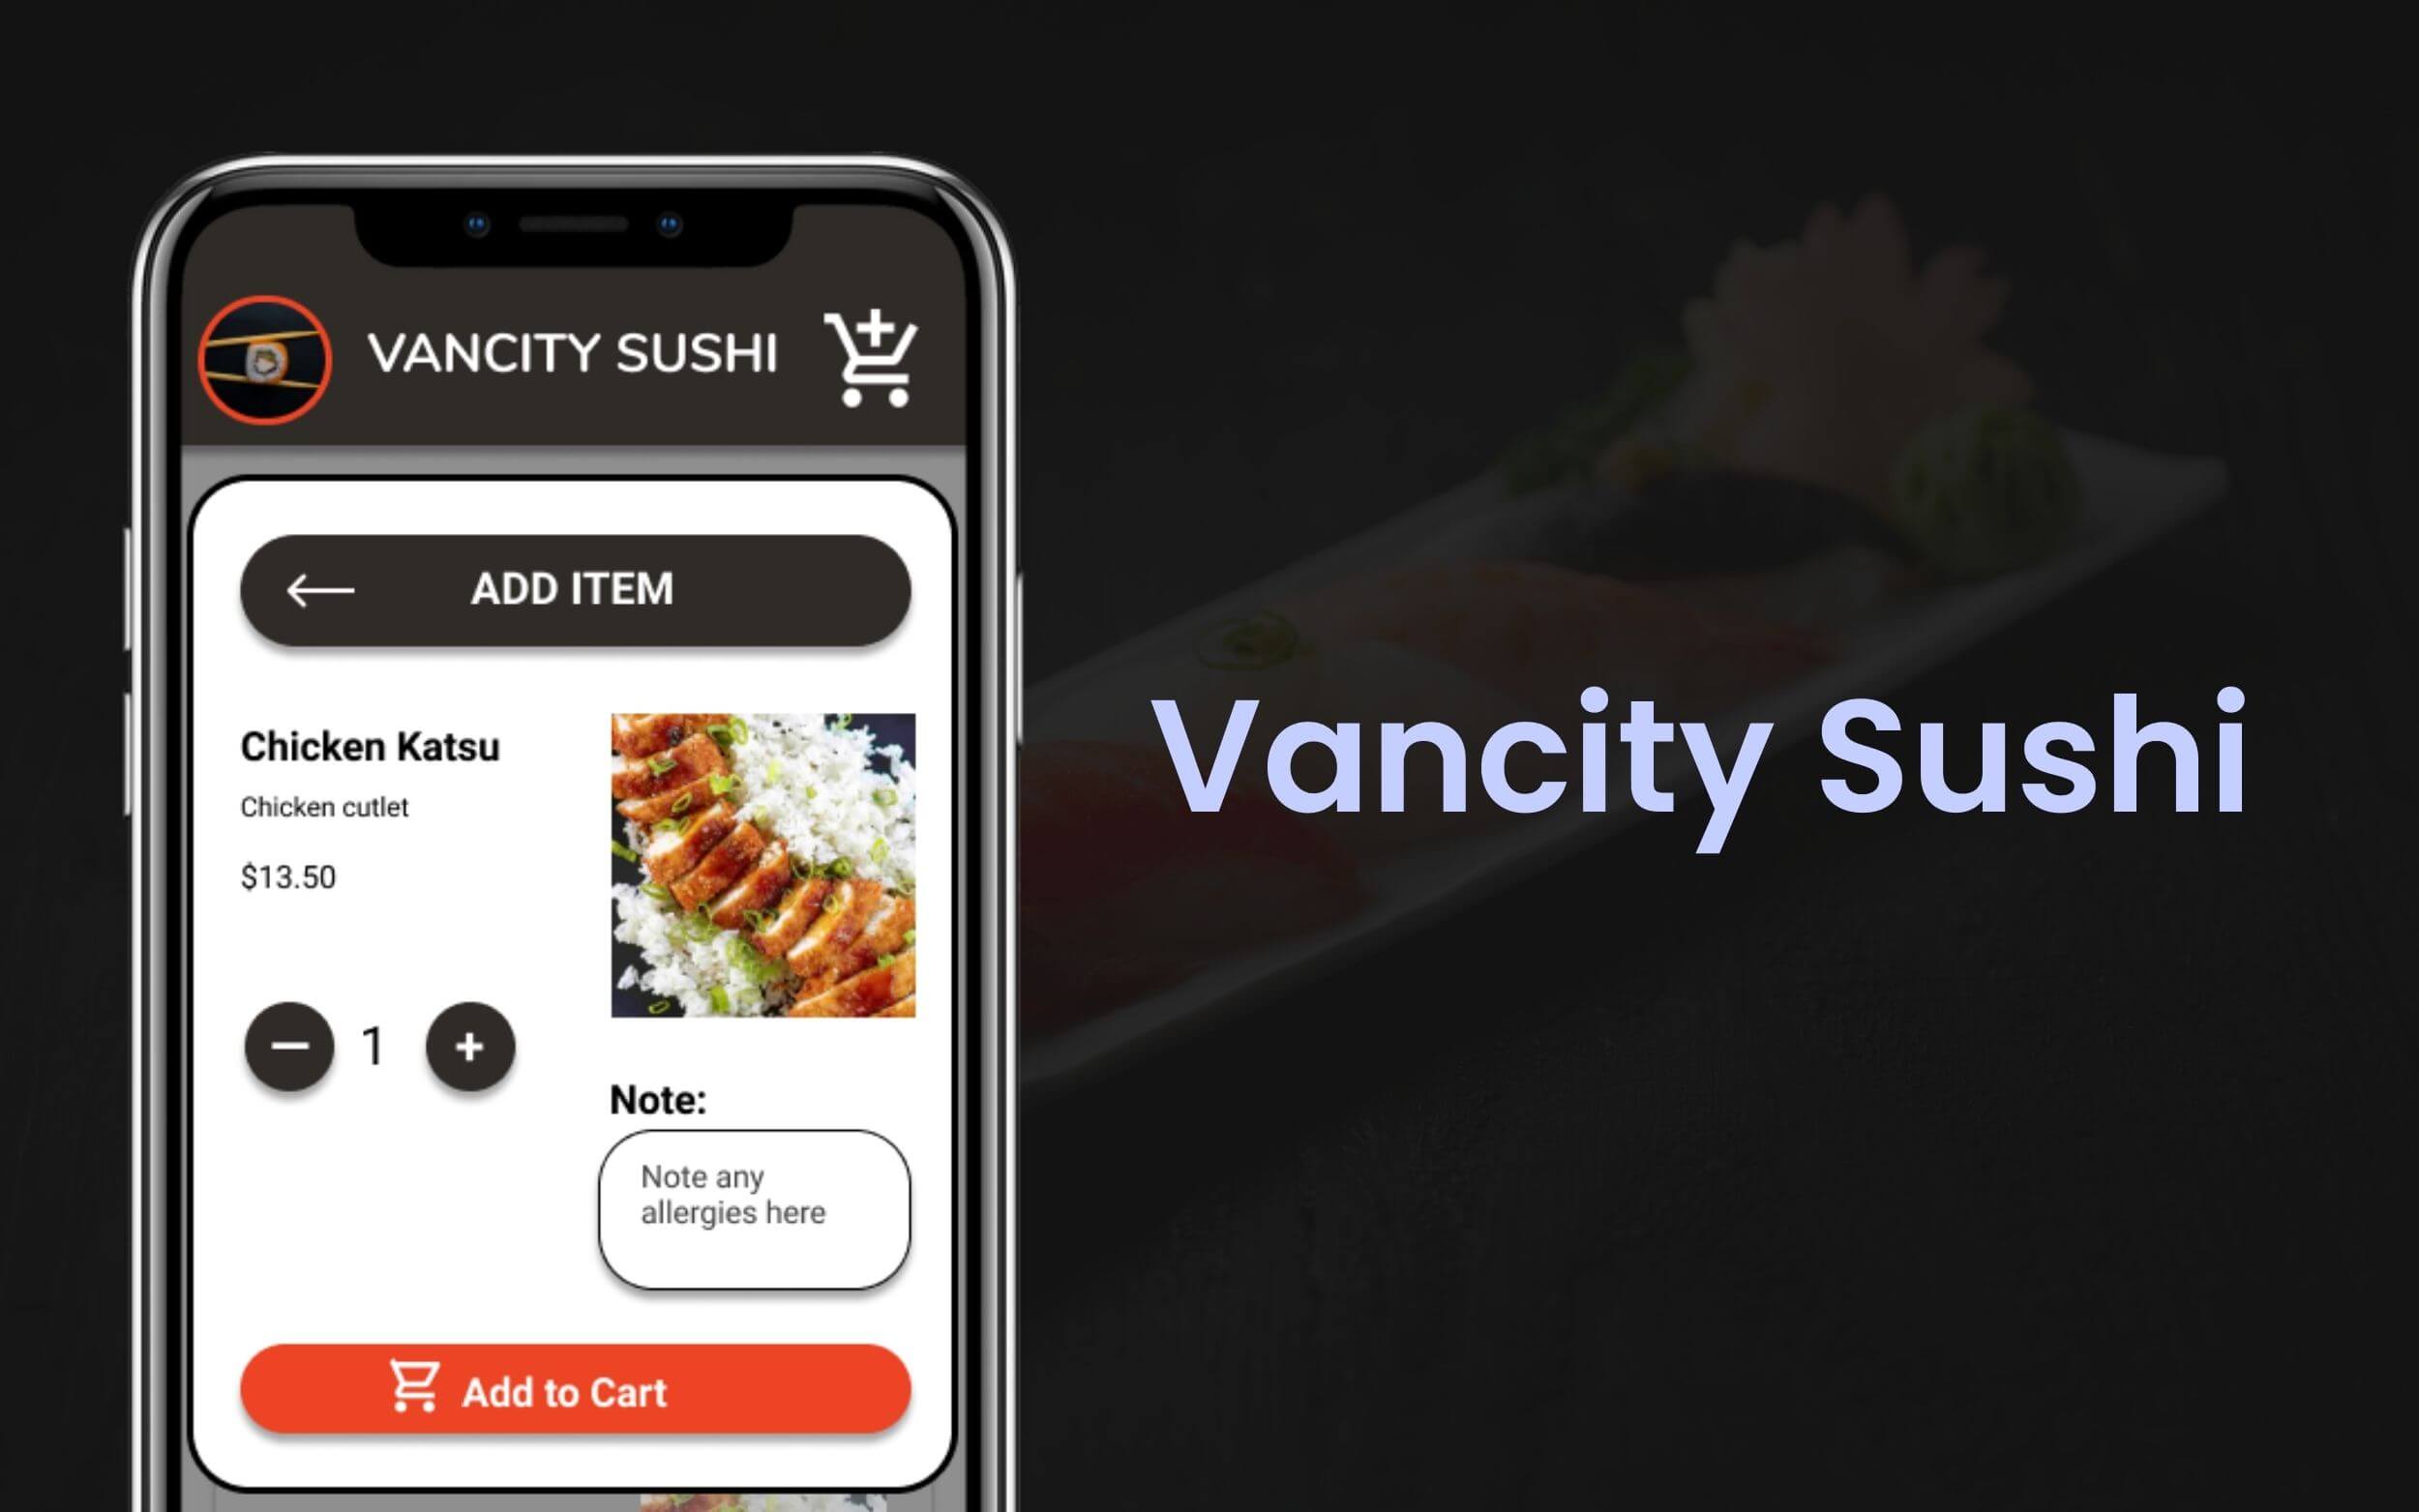 VANCITY SUSHI
ADD ITEM
Chicken Katsu
Chicken cutlet
$13.50
1
Note:
Note any
allergies here
Add to Cart
Vancity Sushi